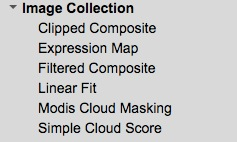 Image Collection
Clipped Composite
Expression Map
Filtered Composite
Linear Fit
Modis Cloud Masking
Simple Cloud Score